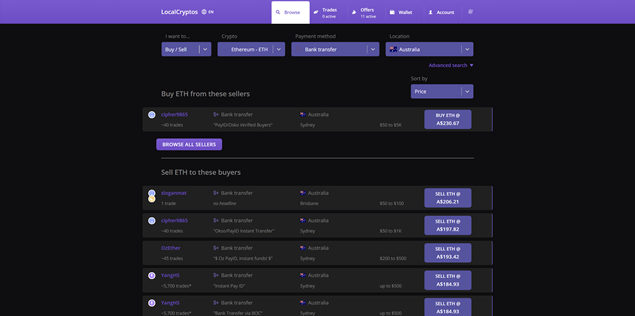 LocalCryptos EN Browse Trades 0 active Offers 11 active Wallet Account
I want to... Crypto Payment method Location
Buy / Sell Ethereum - ETH Bank transfer Australia
Advanced search
Sort by
Price
Buy ETH from these sellers
cipher9865 Bank transfer Australia BUY ETH @ A$230.67
~40 trades "PayID/Osko Verified Buyers" Sydney $50 to $5K
BROWSE ALL SELLERS
Sell ETH to these buyers
Bank transfer Australia SELL ETH @ A$206.21
1 trade no headline Brisbane $50 to $100
cipher9865 Bank transfer Australia SELL ETH @ A$197.82
~40 trades "Osko/PayID Instant Transfer" Sydney $50 to $1K
OzEther Bank transfer Australia SELL ETH @ A$193.42
~45 trades "$ Oz PayID, Instant funds! $" Sydney $200 to $500
YangH5 Bank transfer Australia SELL ETH @ A$184.93
~5,700 trades* "Instant Pay ID" Sydney up to $500
YangH5 Bank transfer Australia SELL ETH @ A$184.93
~5,700 trades* "Bank Transfer via BOC" Sydney up to $500